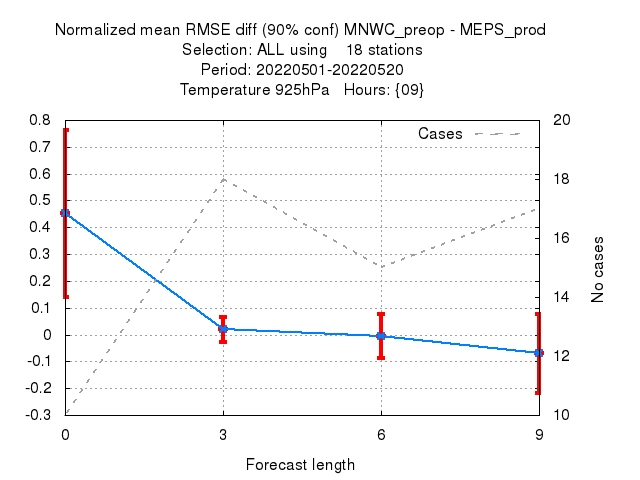 Normalized mean RMSE diff (90% conf) MNWC_preop - MEPS_prod
Selection: ALL using    18 stations
Period: 20220501-20220520
Temperature 925hPa   Hours: {09}
Cases
0.8
0.7
0.6
0.5
0.4
0.3
0.2
0.1
0
-0.1
-0.2
-0.3
20
18
16
14
12
10
No cases
0 3 6 9
Forecast length